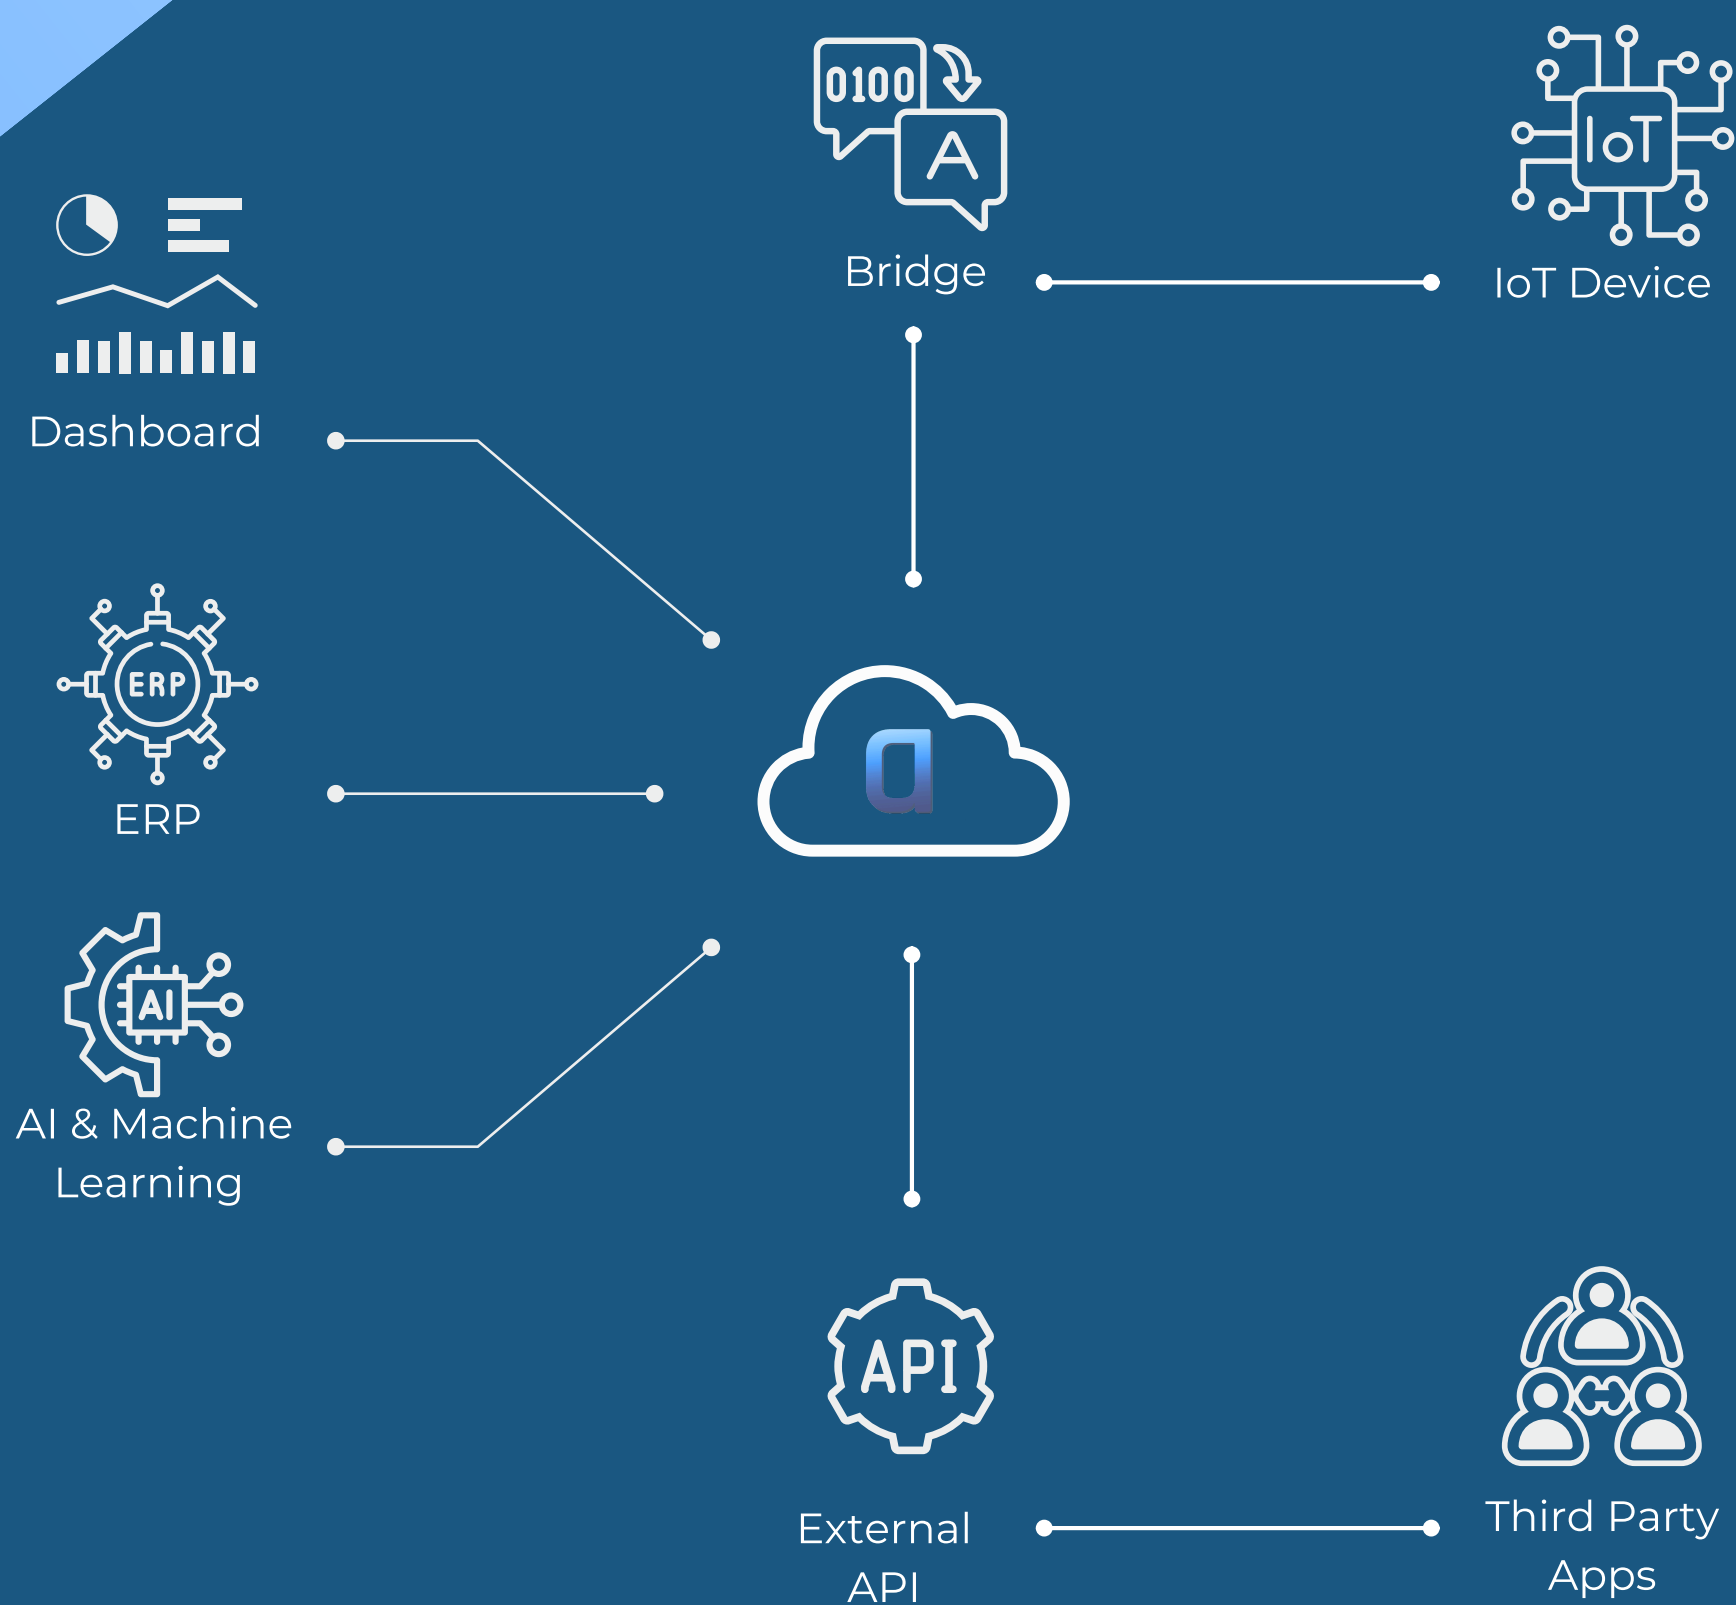 0100
A
IoT
Bridge
IoT Device
Dashboard
ERP
ERP
a
AI
AI & Machine
Learning
API
External
API
Third Party
Apps